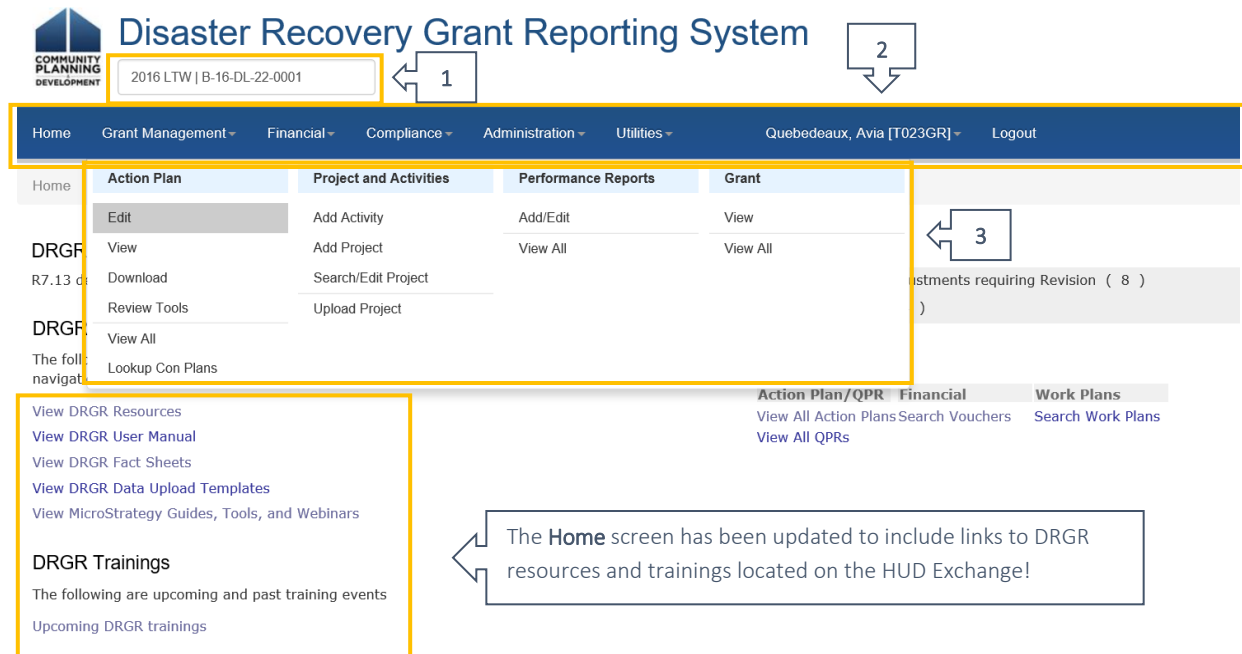 Disaster Recovery Grant Reporting System
COMMUNITY
PLANNING
&
DEVELOPMENT
2016 LTW | B-16-DL-22-0001
1
2
Home Grant Management Financial Compliance Administration Utilities Quebedeaux, Avia [T023GR] Logout
Home
Action Plan Project and Activities Performance Reports Grant
Edit Add Activity Add/Edit View
View Add Project View All View All
Download Search/Edit Project
Review Tools Upload Project
View All
Lookup Con Plans
3
DRGR
R7.13 ustments requiring Revision ( 8 )
)
DRGR
The
navigat
Action Plan/QPR Financial Work Plans
View All Action Plans Search Vouchers Search Work Plans
View All QPRs
View DRGR Resources
View DRGR User Manual
View DRGR Fact Sheets
View DRGR Data Upload Templates
View MicroStrategy Guides, Tools, and Webinars
The Home screen has been updated to include links to DRGR
resources and trainings located on the HUD Exchange!
DRGR Trainings
The following are upcoming and past training events
Upcoming DRGR trainings